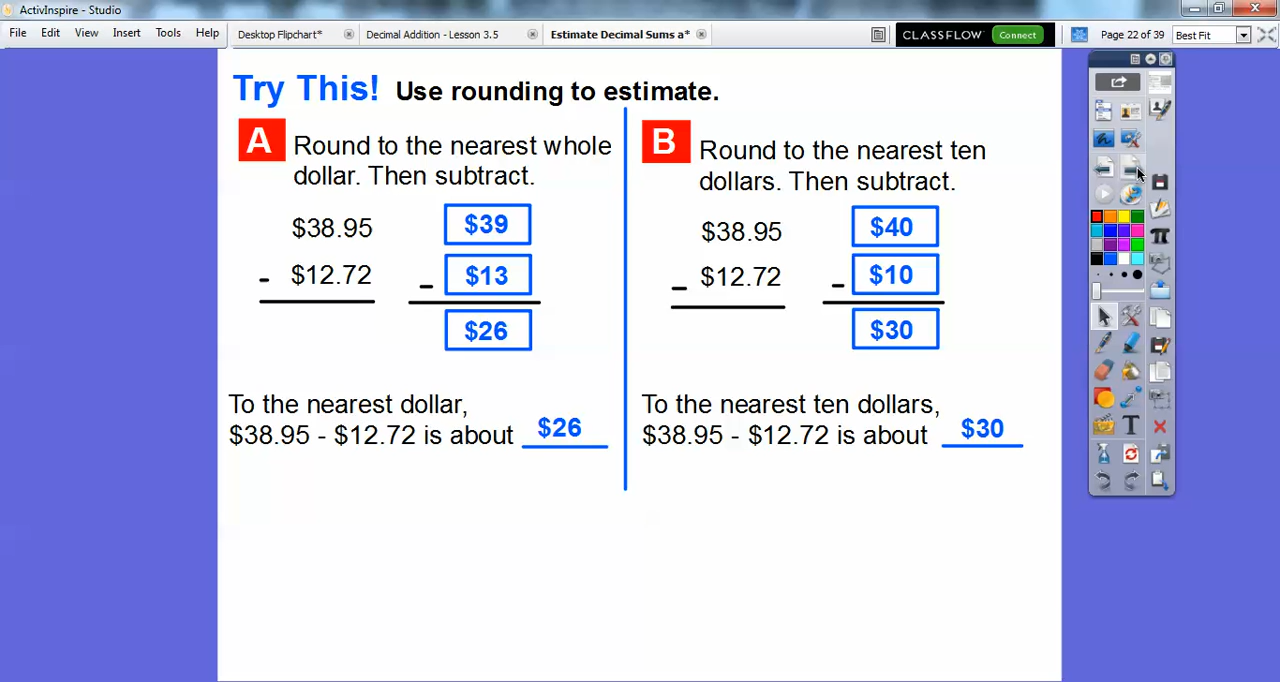 ActivInspire - Studio
File Edit View Insert Tools Help
Desktop Flipchart*
Decimal Addition - Lesson 3.5
Estimate Decimal Sums a*
CLASSFLOW Connect
Page 22 of 39
Best Fit
Try This! Use rounding to estimate.
A Round to the nearest whole
dollar. Then subtract.
$38.95 $39
- $12.72 - $13
$26
To the nearest dollar,
$38.95 - $12.72 is about $26
B Round to the nearest ten
dollars. Then subtract.
$38.95 $40
- $12.72 - $10
$30
To the nearest ten dollars,
$38.95 - $12.72 is about $30